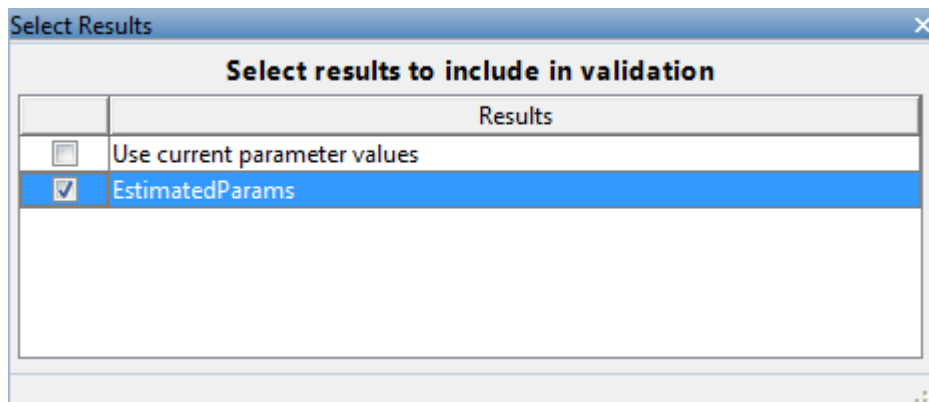 Select Results
Select results to include in validation
Results
Use current parameter values
EstimatedParams